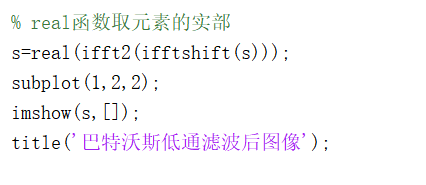 % real函数取元素的实部
s=real(ifft2(ifftshift(s)));
subplot(1,2,2);
imshow(s,[]);
title('巴特沃斯低通滤波后图像');